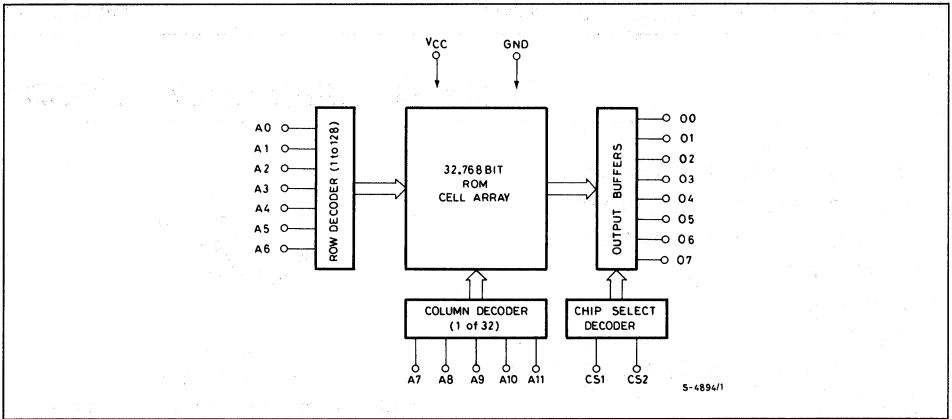 VCC GND
A0
A1
A2
A3
A4
A5
A6
ROW DECODER (1 to 128)
32.768 BIT
ROM
CELL ARRAY
OUTPUT BUFFERS
O0
O1
O2
O3
O4
O5
O6
O7
COLUMN DECODER
(1 of 32)
CHIP SELECT
DECODER
A7 A8 A9 A10 A11
CS1 CS2
S-4894/1